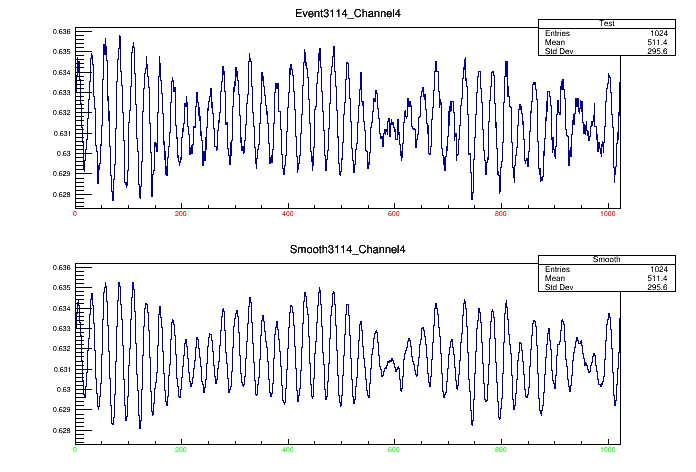 Event3114_Channel4
Test
Entries 1024
Mean 511.4
Std Dev 295.6
0.636
0.635
0.634
0.633
0.632
0.631
0.63
0.629
0.628
0 200 400 600 800 1000
Smooth3114_Channel4
Smooth
Entries 1024
Mean 511.4
Std Dev 295.6
0.636
0.635
0.634
0.633
0.632
0.631
0.63
0.629
0.628
0 200 400 600 800 1000